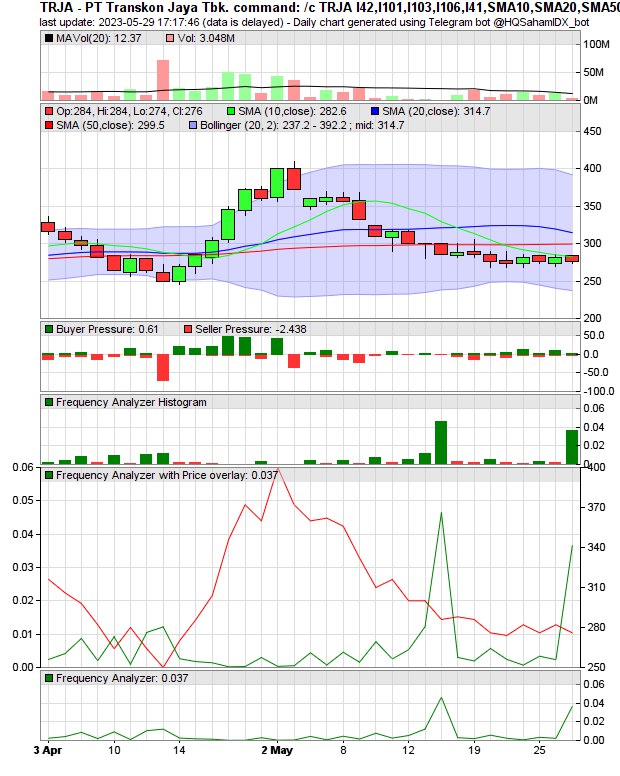 TRJA - PT Transkon Jaya Tbk. command: /c TRJA I42,I101,I103,I106,I41,SMA10,SMA20,SMA50
last update: 2023-05-29 17:17:46 (data is delayed) - Daily chart generated using Telegram bot @HQSahamIDX_bot
MAVol(20): 12.37 Vol: 3.048M
100M
50M
0M
Op:284, Hi:284, Lo:274, Cl:276 SMA (10,close): 282.6 SMA (20,close): 314.7
SMA (50,close): 299.5 Bollinger (20, 2): 237.2 - 392.2 ; mid: 314.7
450
400
350
300
250
200
Buyer Pressure: 0.61 Seller Pressure: -2.438
50.0
0.0
-50.0
-100.0
Frequency Analyzer Histogram
0.06
0.04
0.02
0.00
Frequency Analyzer with Price overlay: 0.037
0.06
0.05
0.04
0.03
0.02
0.01
0.00
400
370
340
310
280
250
Frequency Analyzer: 0.037
0.06
0.04
0.02
0.00
3 Apr 10 14 2 May 8 12 19 25